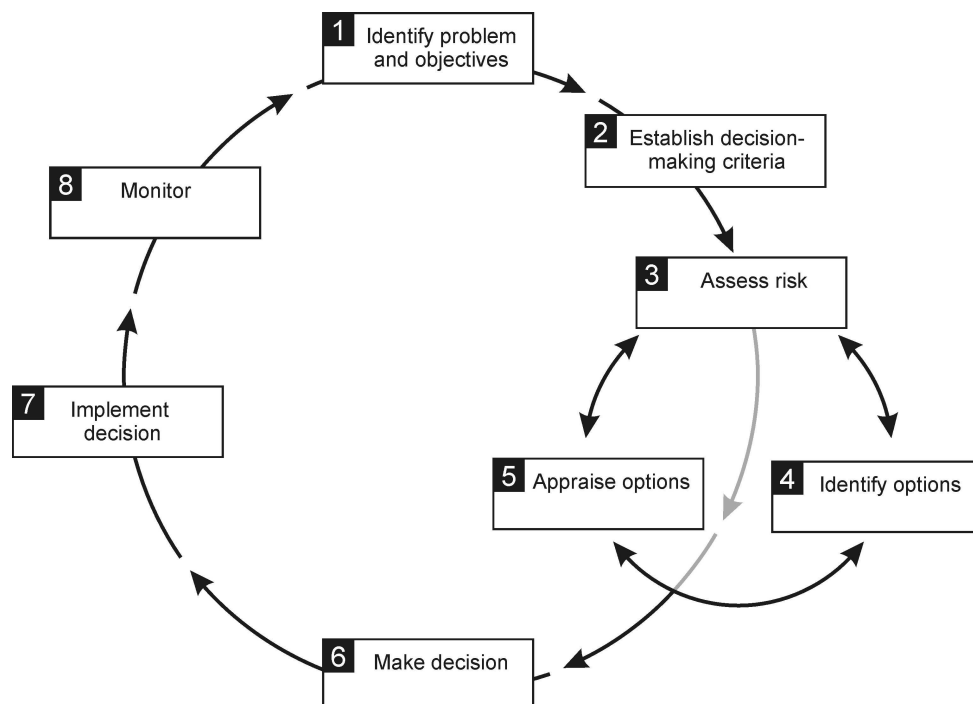 1
Identify problem
and objectives
2
Establish decision-
making criteria
3
Assess risk
4
Identify options
5
Appraise options
6
Make decision
7
Implement
decision
8
Monitor